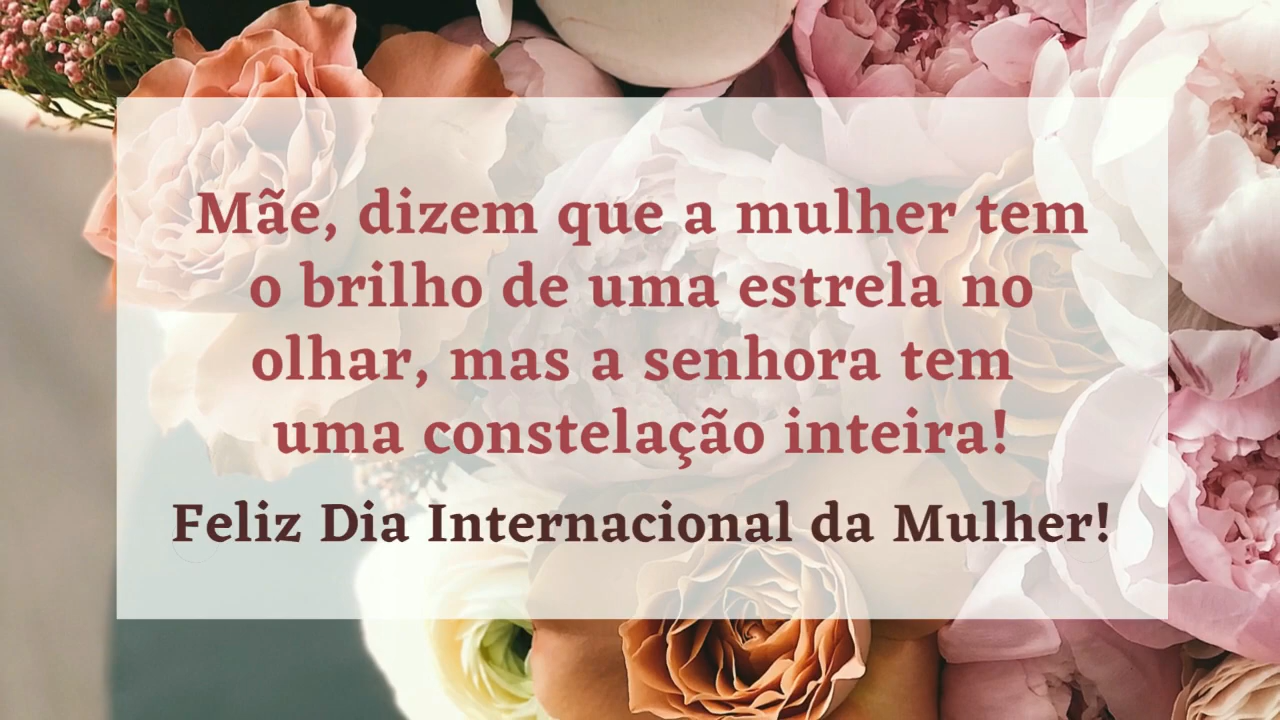 Mãe, dizem que a mulher tem
o brilho de uma estrela no
olhar, mas a senhora tem
uma constelação inteira!
Feliz Dia Internacional da Mulher!